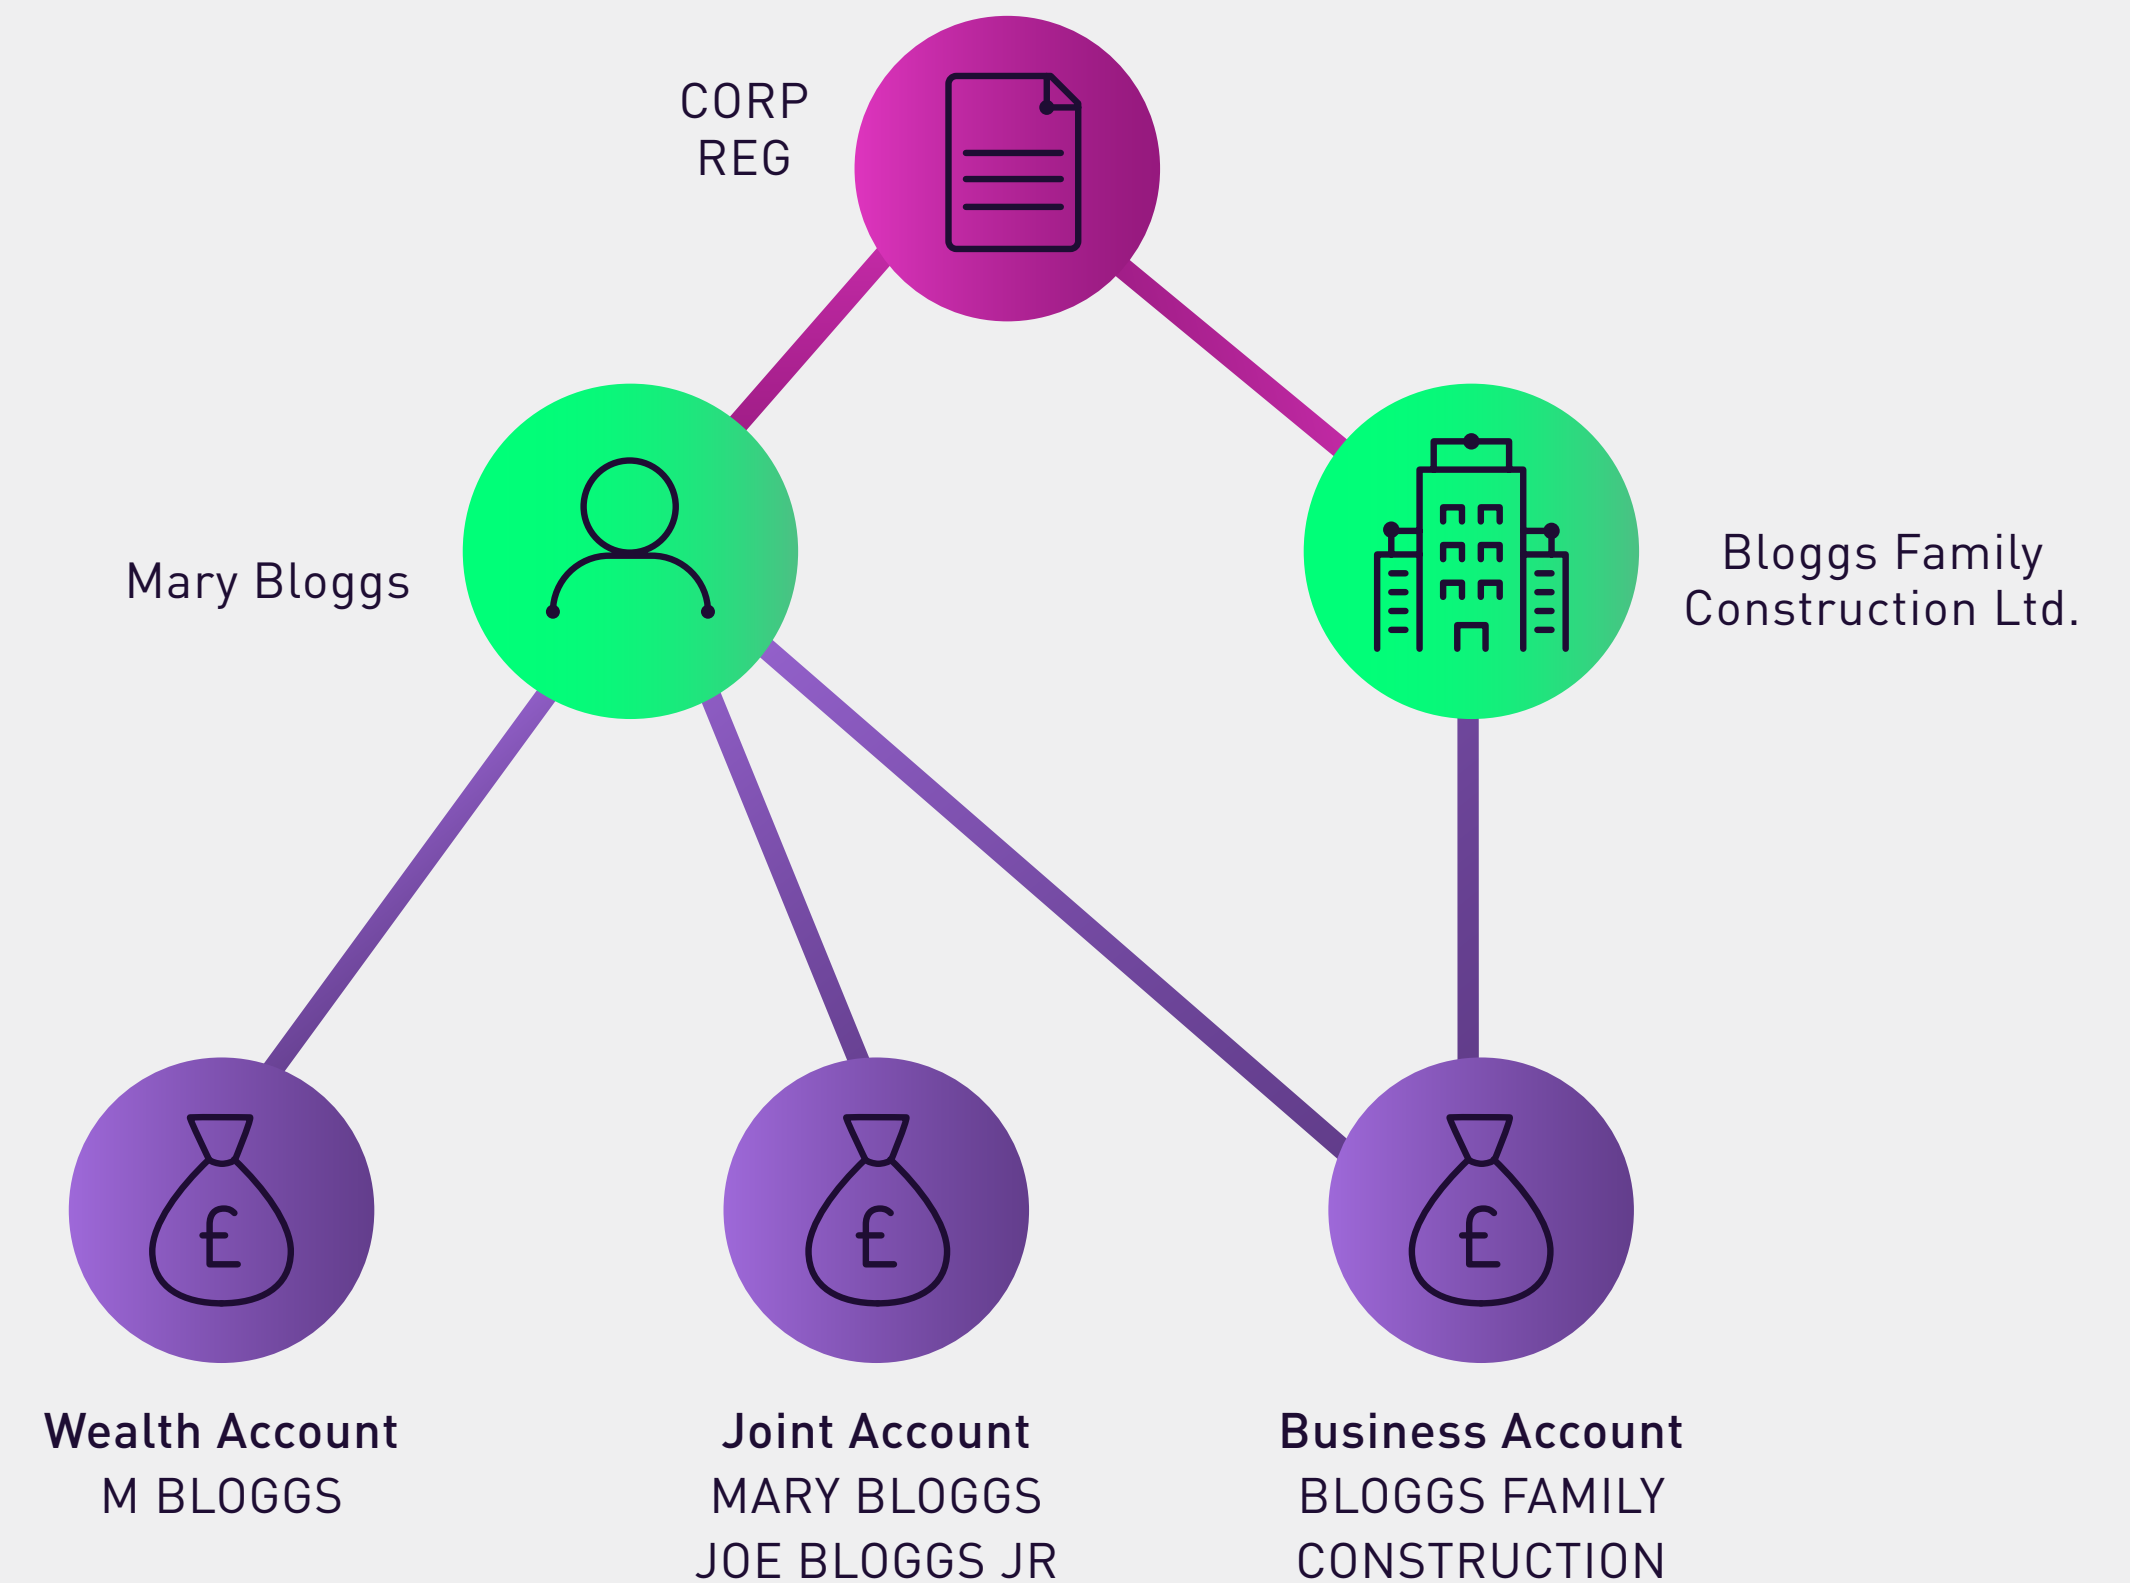 CORP
REG
Mary Bloggs
Bloggs Family
Construction Ltd.
£
£
£
Wealth Account
M BLOGGS
Joint Account
MARY BLOGGS
JOE BLOGGS JR
Business Account
BLOGGS FAMILY
CONSTRUCTION